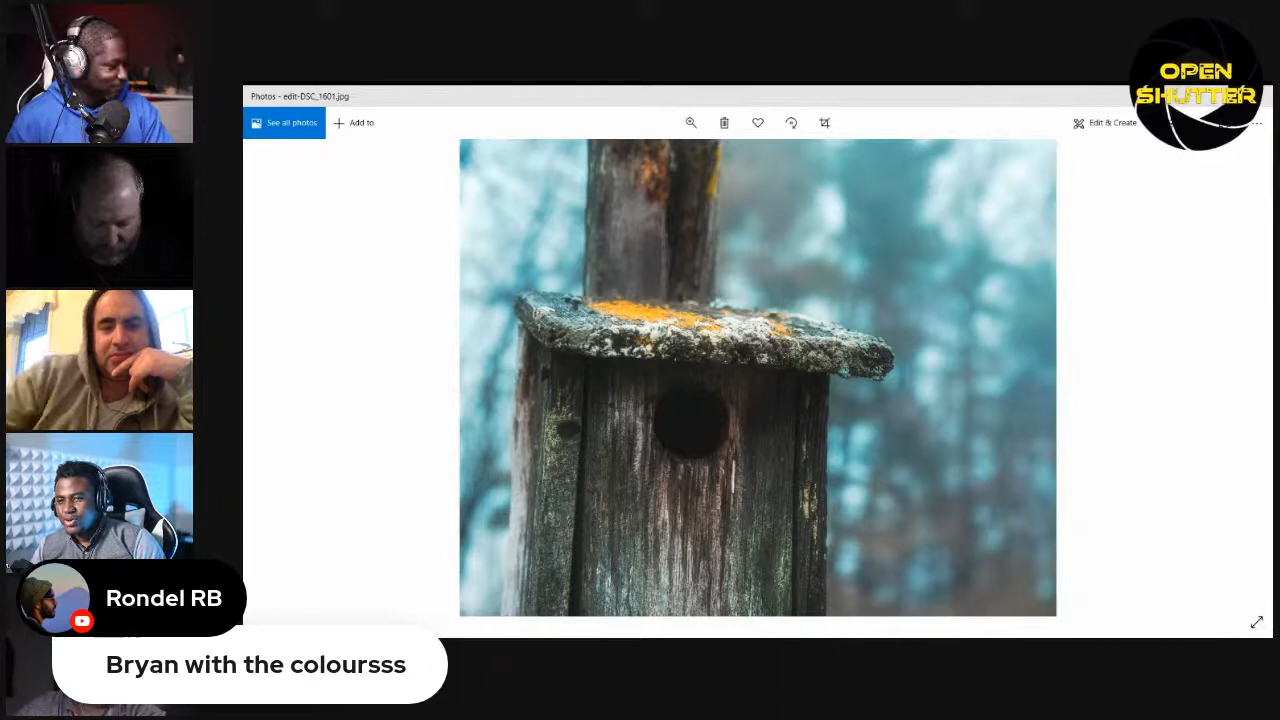 OPEN
SHUTTER
Photos - edit-DSC_1601.jpg
See all photos
Add to
Edit & Create
Rondel RB
Bryan with the coloursss